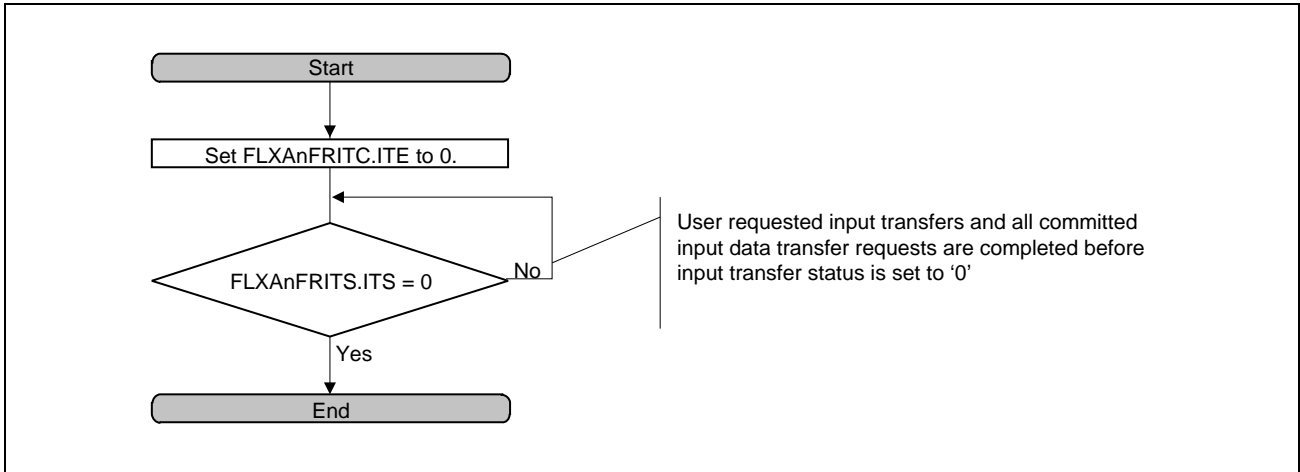 Start
Set FLXAnFRITC.ITE to 0.
User requested input transfers and all committed
input data transfer requests are completed before
input transfer status is set to ‘0’
FLXAnFRITS.ITS = 0
No
Yes
End